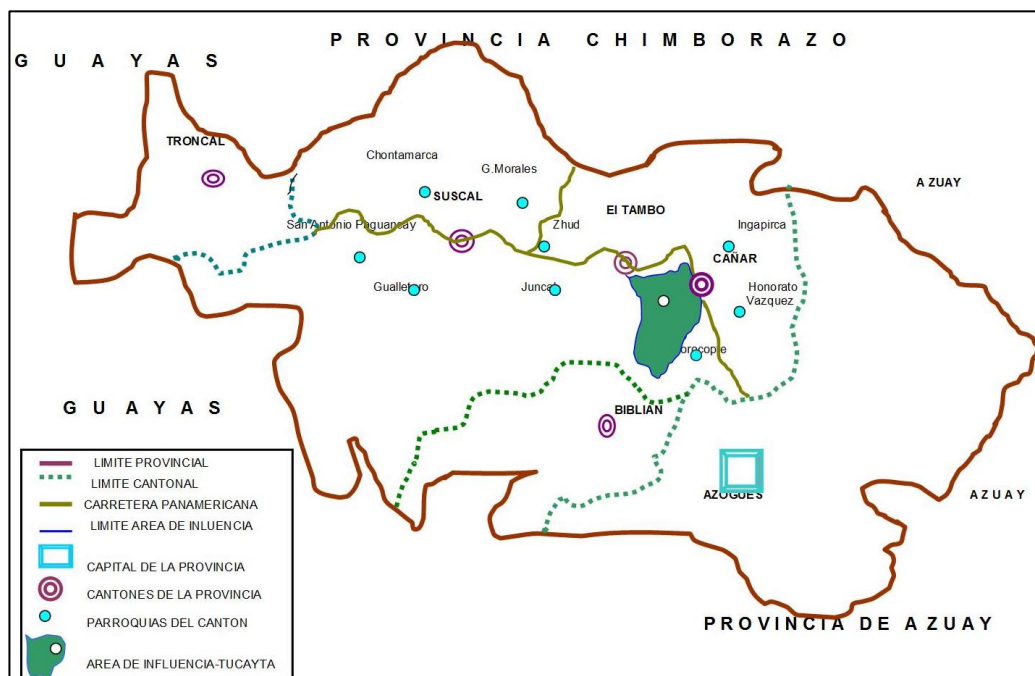 PROVINCIA CHIMBORAZO
GUAYAS
TRONCAL
Chontamarca
G.Morales
SUSCAL
AZUAY
El TAMBO
San Antonio Paguancay
Zhud
Ingapirca
CAÑAR
Gualleturo
Juncal
Honorato
Vazquez
orecopte
GUAYAS
BIBLIAN
LIMITE PROVINCIAL
LIMITE CANTONAL
CARRETERA PANAMERICANA
LIMITE AREA DE INLUENCIA
CAPITAL DE LA PROVINCIA
CANTONES DE LA PROVINCIA
PARROQUIAS DEL CANTON
AREA DE INFLUENCIA-TUCAYTA
AZOGUES
AZUAY
PROVINCIA DE AZUAY